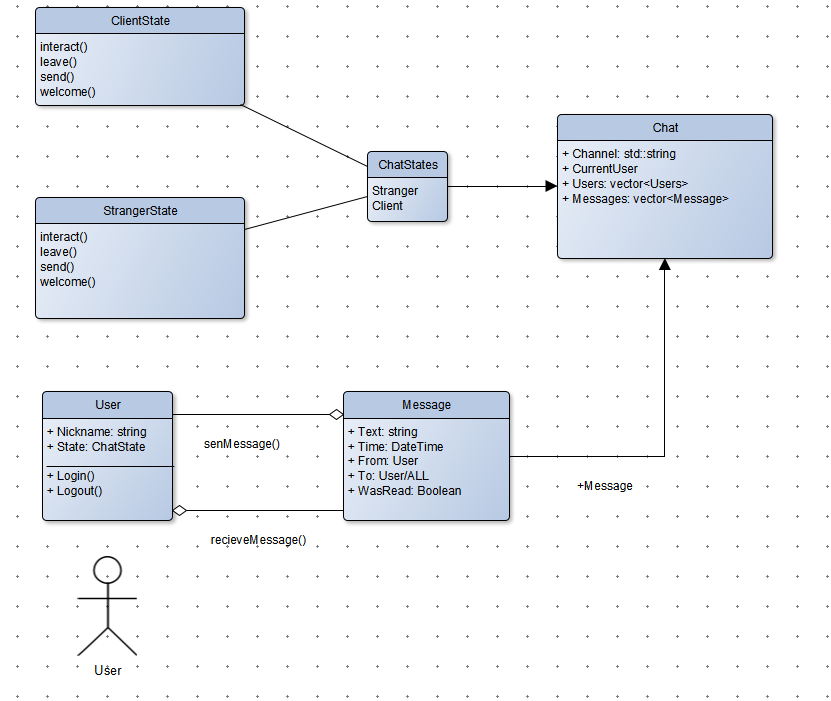 ClientState
interact()
leave()
send()
welcome()
StrangerState
interact()
leave()
send()
welcome()
ChatStates
Stranger
Client
Chat
+ Channel: std::string
+ CurrentUser
+ Users: vector<Users>
+ Messages: vector<Message>
User
+ Nickname: string
+ State: ChatState
+ Login()
+ Logout()
senMessage()
recieveMessage()
Message
+ Text: string
+ Time: DateTime
+ From: User
+ To: User/ALL
+ WasRead: Boolean
+Message
User